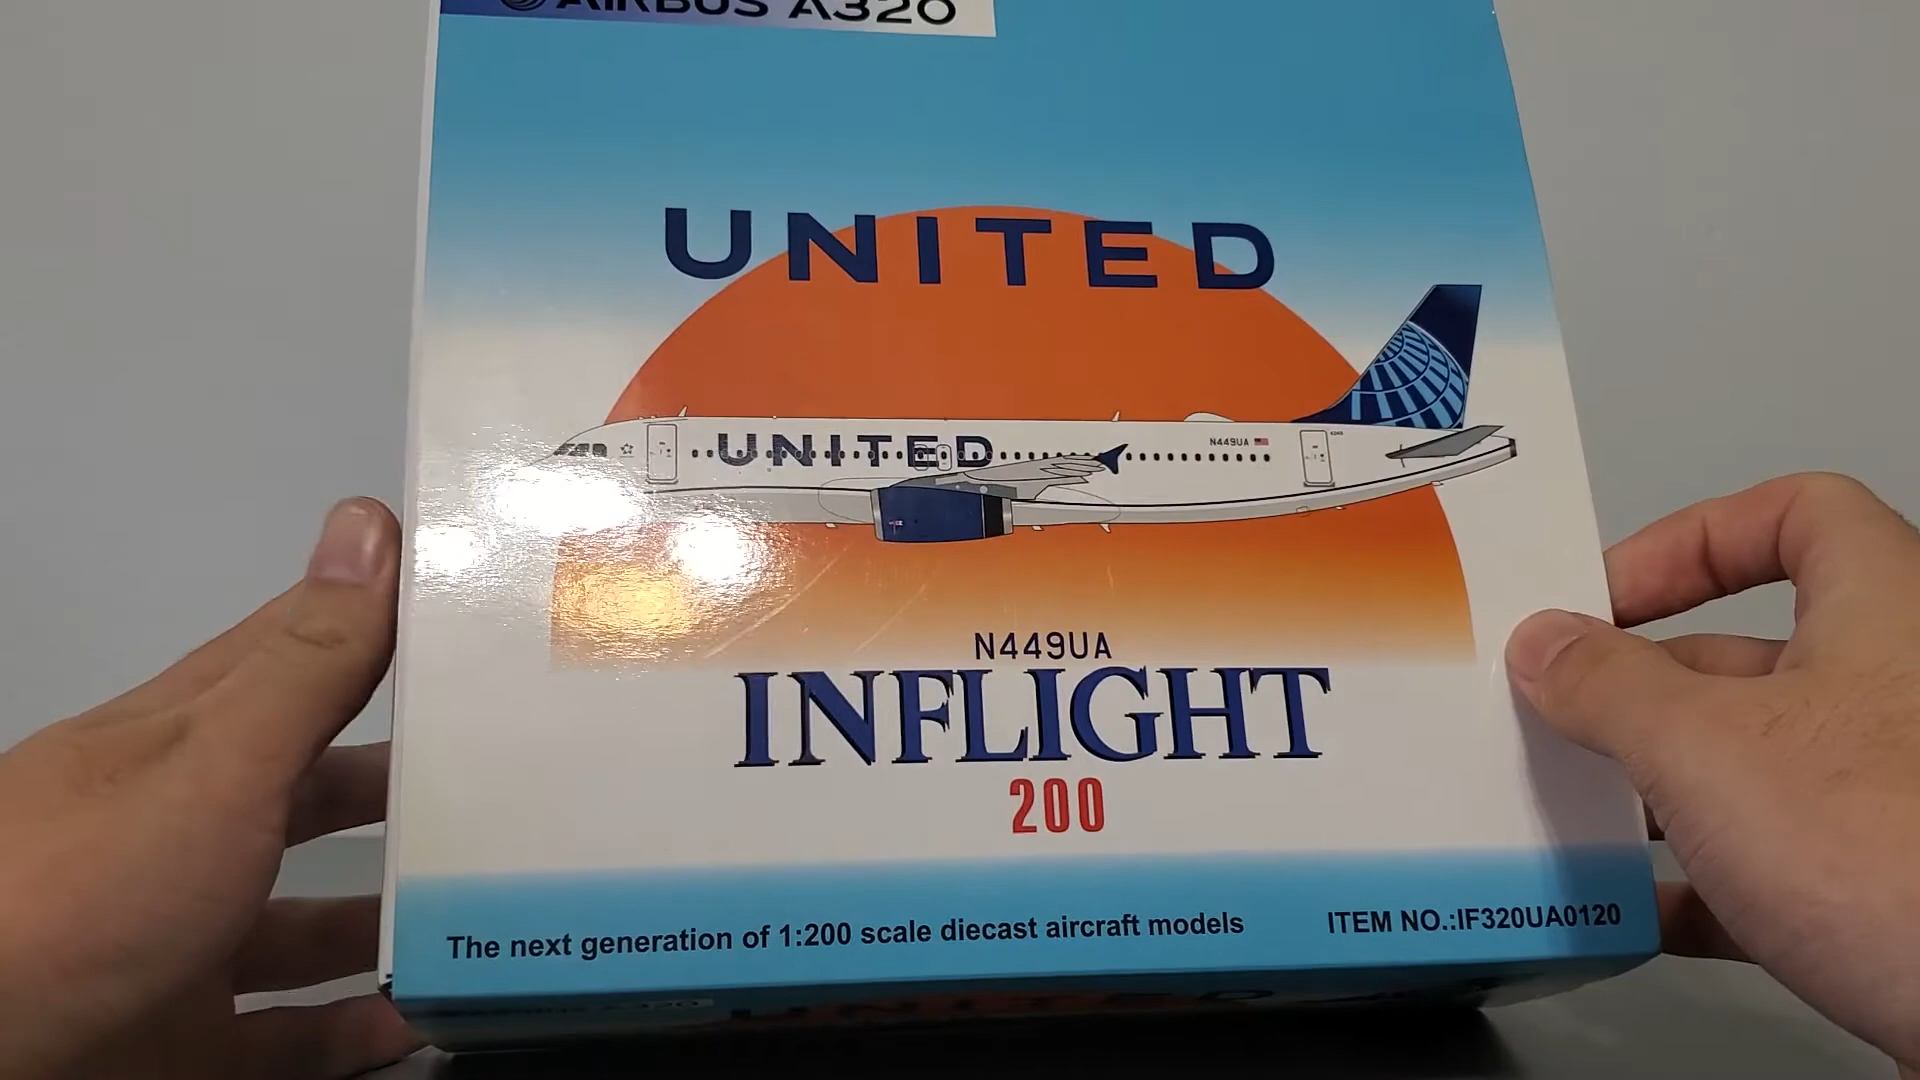 AIRBUS A320
UNITED
UNITED
N449UA
N449UA
INFLIGHT
200
The next generation of 1:200 scale diecast aircraft models
ITEM NO.:IF320UA0120